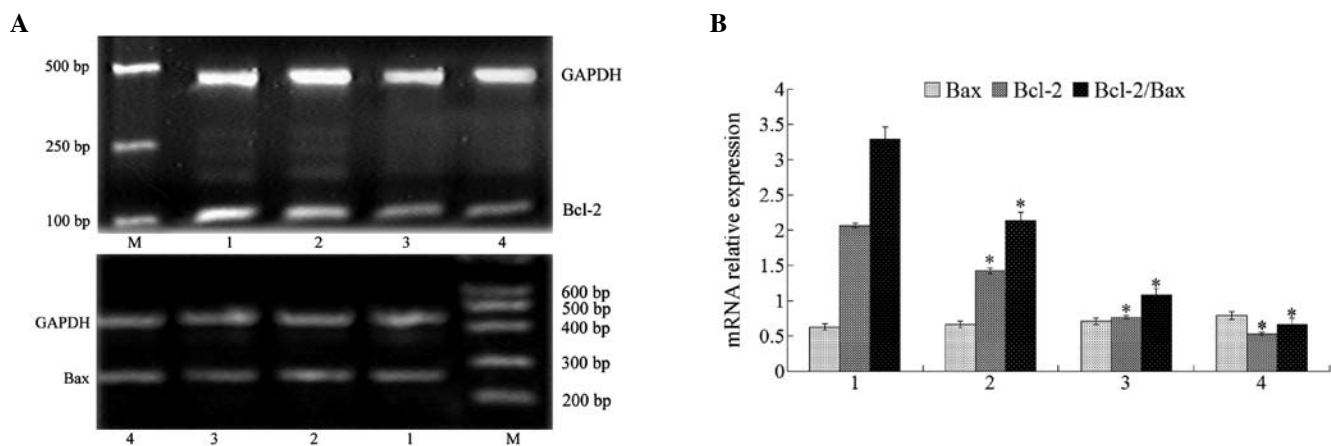 A
500 bp
GAPDH
250 bp
100 bp
Bcl-2
M 1 2 3 4
600 bp
500 bp
GAPDH
400 bp
300 bp
Bax
200 bp
4 3 2 1 M
B
Bax Bcl-2 Bcl-2/Bax
mRNA relative expression
4
3.5
3
2.5
2
1.5
1
0.5
0
* * * * * *
1 2 3 4